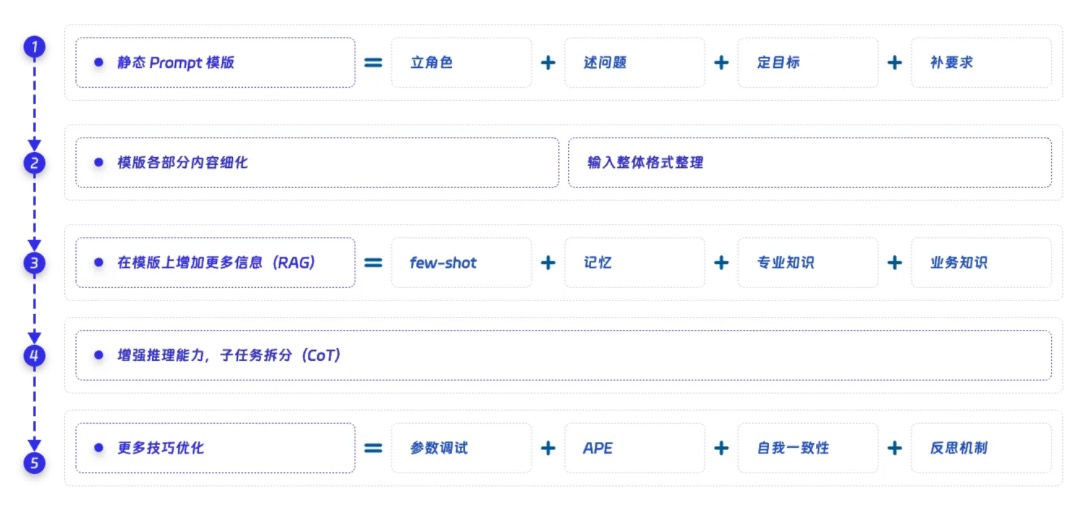 1
静态 Prompt 模版 = 立角色 + 述问题 + 定目标 + 补要求
2
模版各部分内容细化 输入整体格式整理
3
在模版上增加更多信息（RAG） = few-shot + 记忆 + 专业知识 + 业务知识
4
增强推理能力，子任务拆分（CoT）
5
更多技巧优化 = 参数调试 + APE + 自我一致性 + 反思机制